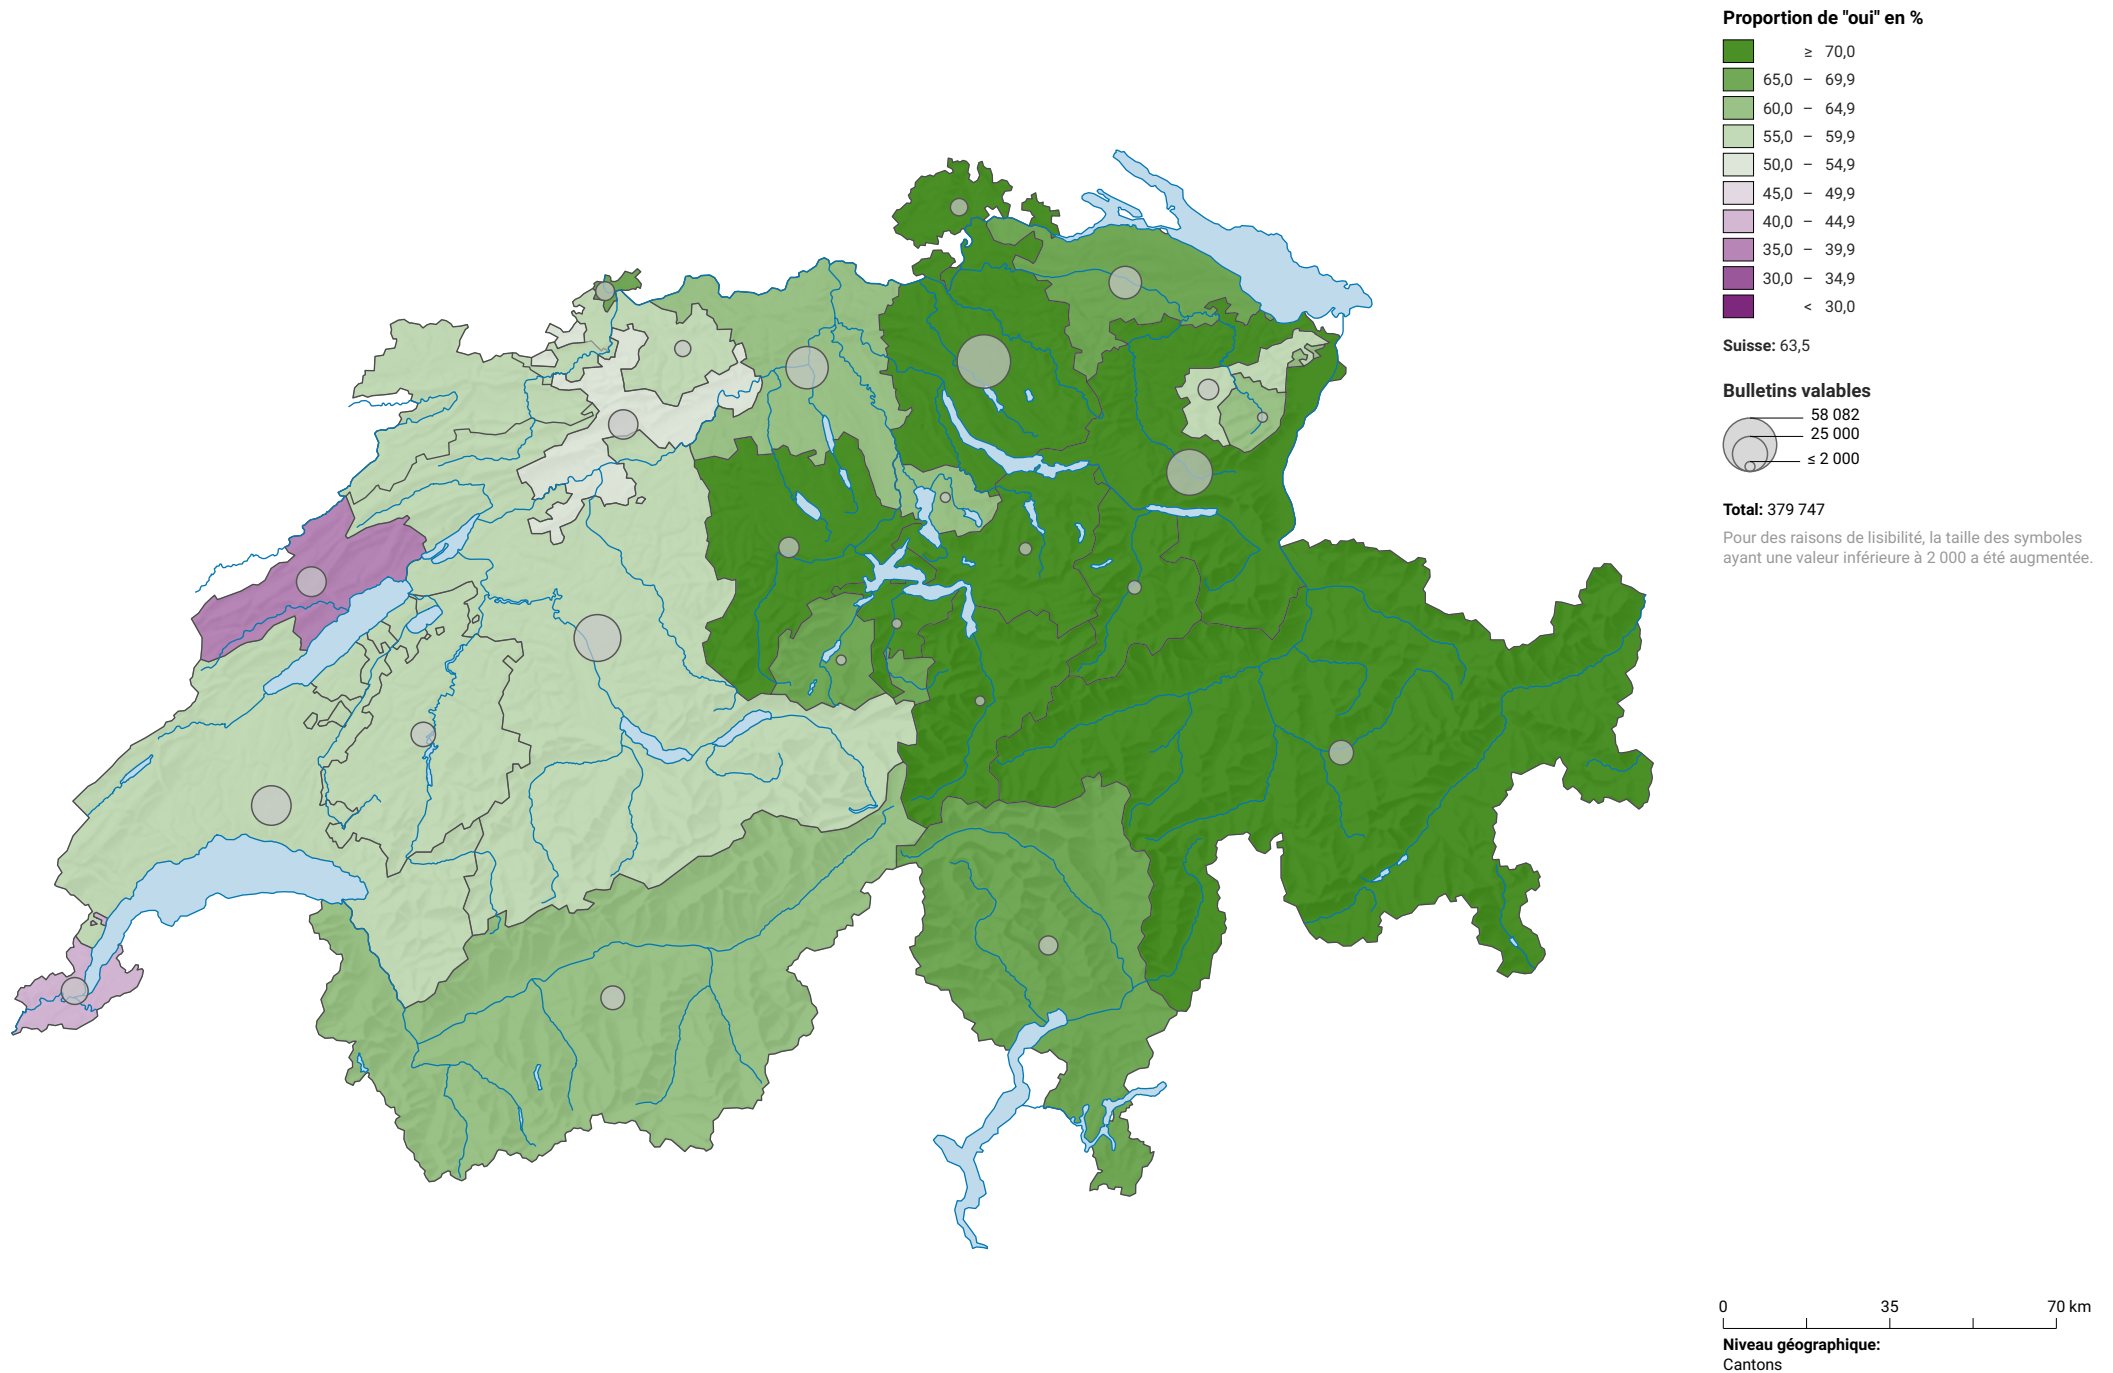 Proportion de "oui" en %
≥ 70,0
65,0 – 69,9
60,0 – 64,9
55,0 – 59,9
50,0 – 54,9
45,0 – 49,9
40,0 – 44,9
35,0 – 39,9
30,0 – 34,9
< 30,0
Suisse: 63,5
Bulletins valables
58 082
25 000
≤ 2 000
Total: 379 747
Pour des raisons de lisibilité, la taille des symboles
ayant une valeur inférieure à 2 000 a été augmentée.
0 35 70 km
Niveau géographique:
Cantons